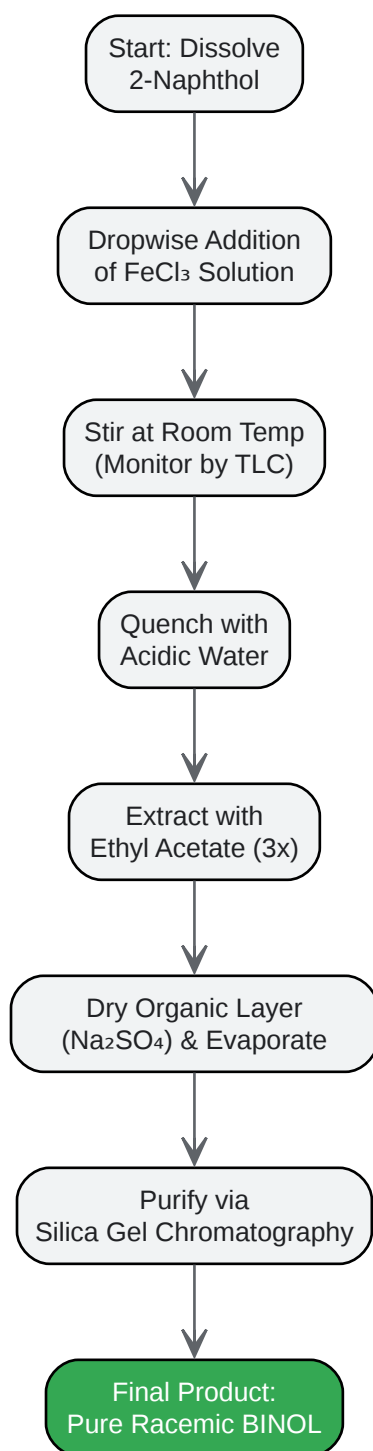 Start: Dissolve
2-Naphthol
Dropwise Addition
of FeCl₃ Solution
Stir at Room Temp
(Monitor by TLC)
Quench with
Acidic Water
Extract with
Ethyl Acetate (3x)
Dry Organic Layer
(Na₂SO₄) & Evaporate
Purify via
Silica Gel Chromatography
Final Product:
Pure Racemic BINOL